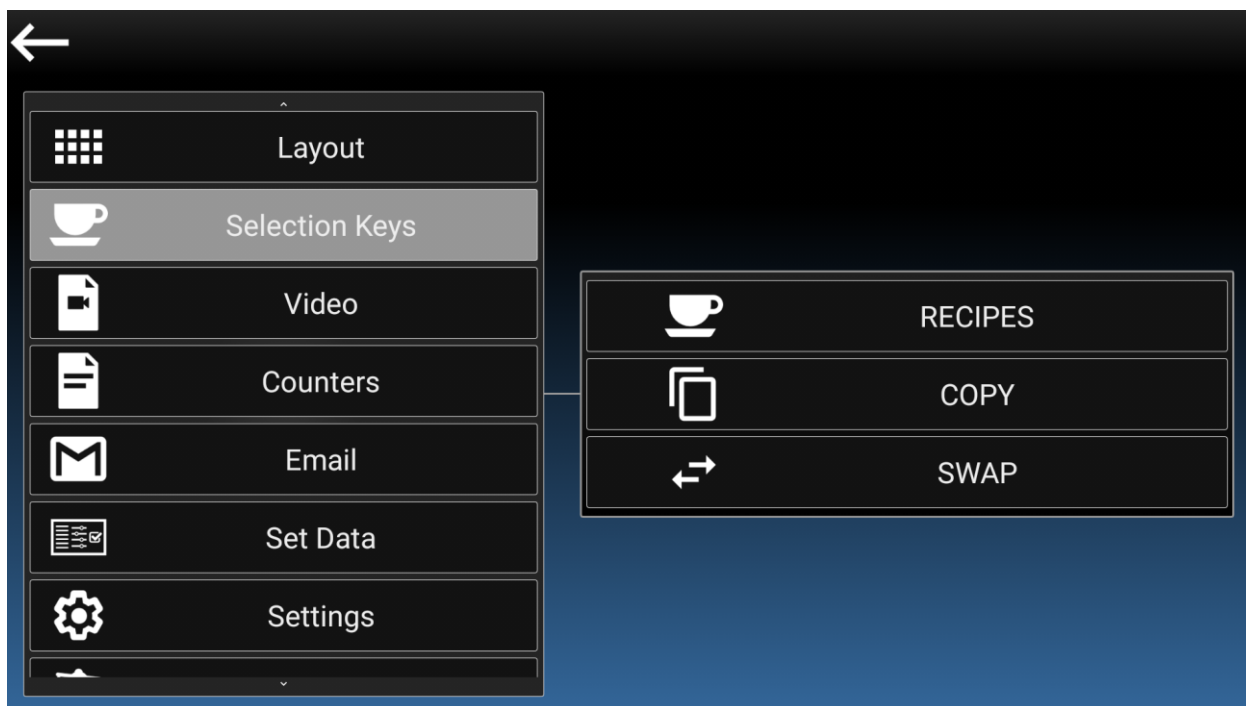 Layout
Selection Keys
Video
Counters
Email
Set Data
Settings
RECIPES
COPY
SWAP